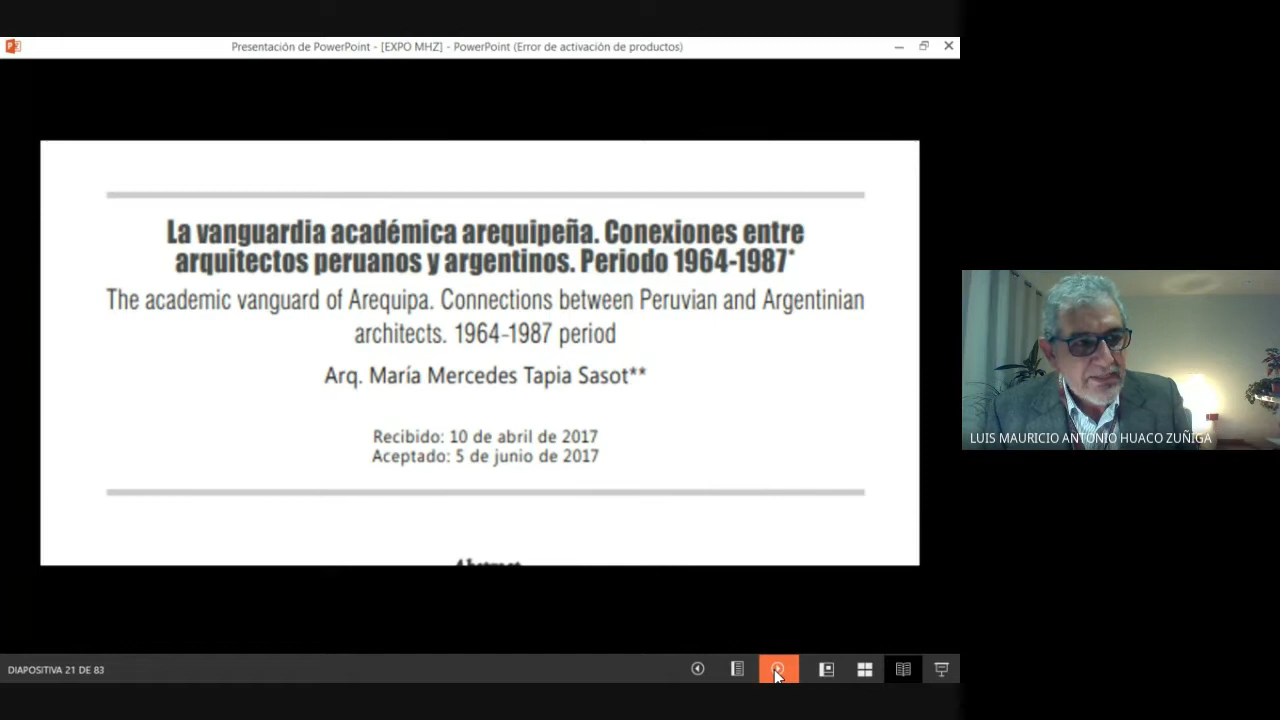 Presentación de PowerPoint - [EXPO MHZ] - PowerPoint (Error de activación de productos)
La vanguardia académica arequipeña. Conexiones entre
arquitectos peruanos y argentinos. Periodo 1964-1987*
The academic vanguard of Arequipa. Connections between Peruvian and Argentinian
architects. 1964-1987 period
Arq. María Mercedes Tapia Sasot**
Recibido: 10 de abril de 2017
Aceptado: 5 de junio de 2017
LUIS MAURICIO ANTONIO HUACO ZUÑIGA
DIAPOSITIVA 21 DE 83